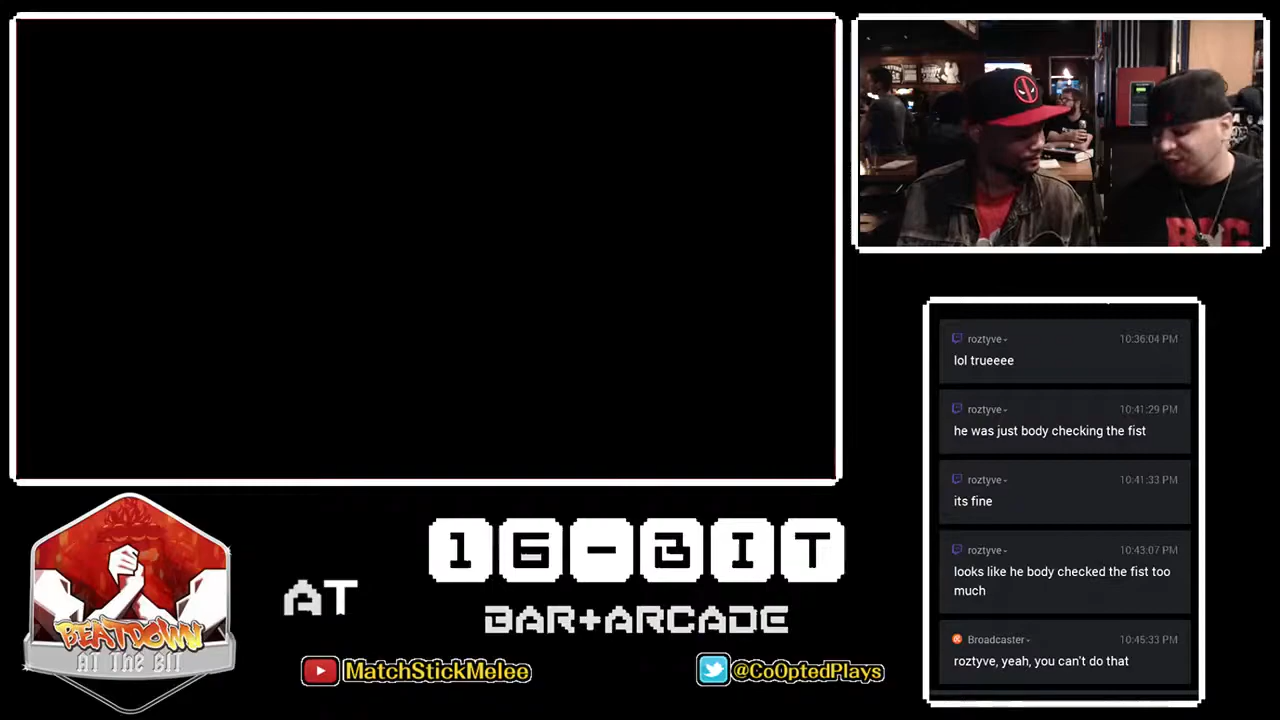 roztyve
10:36:04 PM
lol trueeee
roztyve
10:41:29 PM
he was just body checking the fist
roztyve
10:41:33 PM
its fine
roztyve
10:43:07 PM
looks like he body checked the fist too
much
Broadcaster
10:45:33 PM
roztyve, yeah, you can't do that
BEATDOWN
AT THE BIT
AT
16-BIT
BAR+ARCADE
MatchStickMelee
@CoOptedPlays